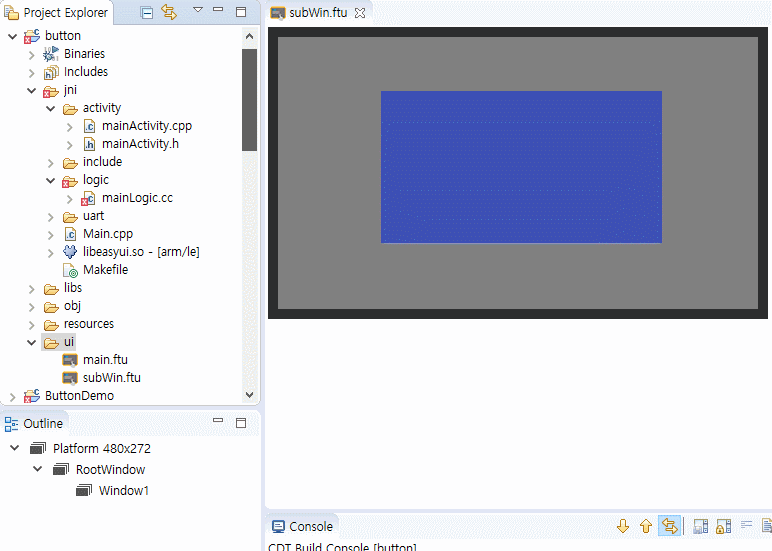 Project Explorer
button
Binaries
Includes
jni
activity
mainActivity.cpp
mainActivity.h
include
logic
mainLogic.cc
uart
Main.cpp
libeasyui.so - [arm/le]
Makefile
libs
obj
resources
ui
main.ftu
subWin.ftu
ButtonDemo
Outline
Platform 480x272
RootWindow
Window1
subWin.ftu
Console
CDT Build Console [button]